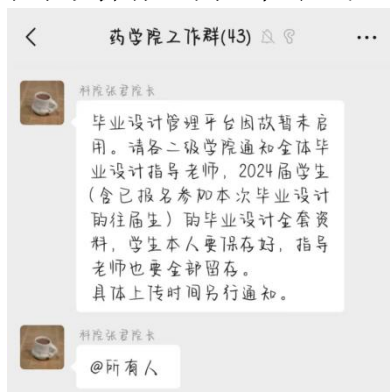 药学院工作群(43)
科院张君院长
毕业设计管理平台因故暂未启
用。请各二级学院通知全体毕
业设计指导老师，2024届学生
(含已报名参加本次毕业设计
的往届生）的毕业设计全套资
料，学生本人要保存好，指导
老师也要全部留存。
具体上传时间另行通知。
科院张君院长
@所有人